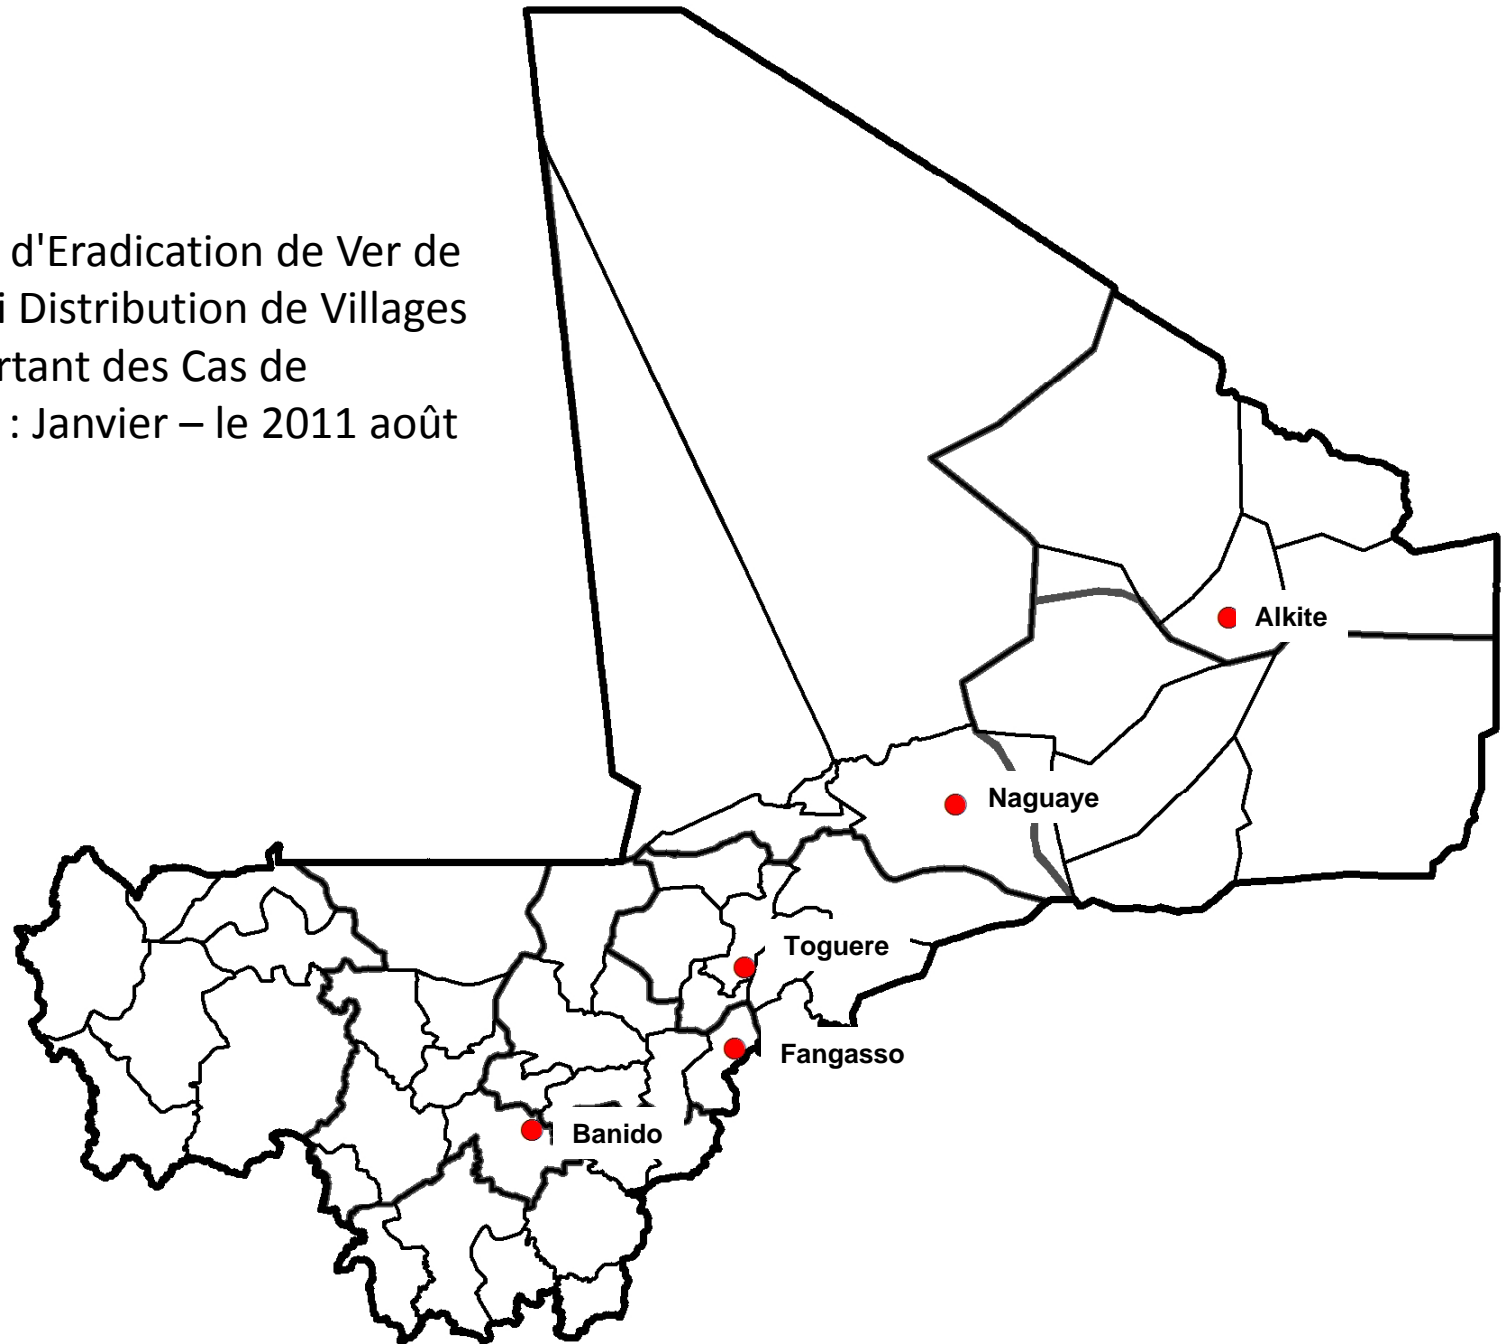 d'Eradication de Ver de
i Distribution de Villages
rtant des Cas de
: Janvier – le 2011 août
Alkite
Naguaye
Toguere
Fangasso
Banido